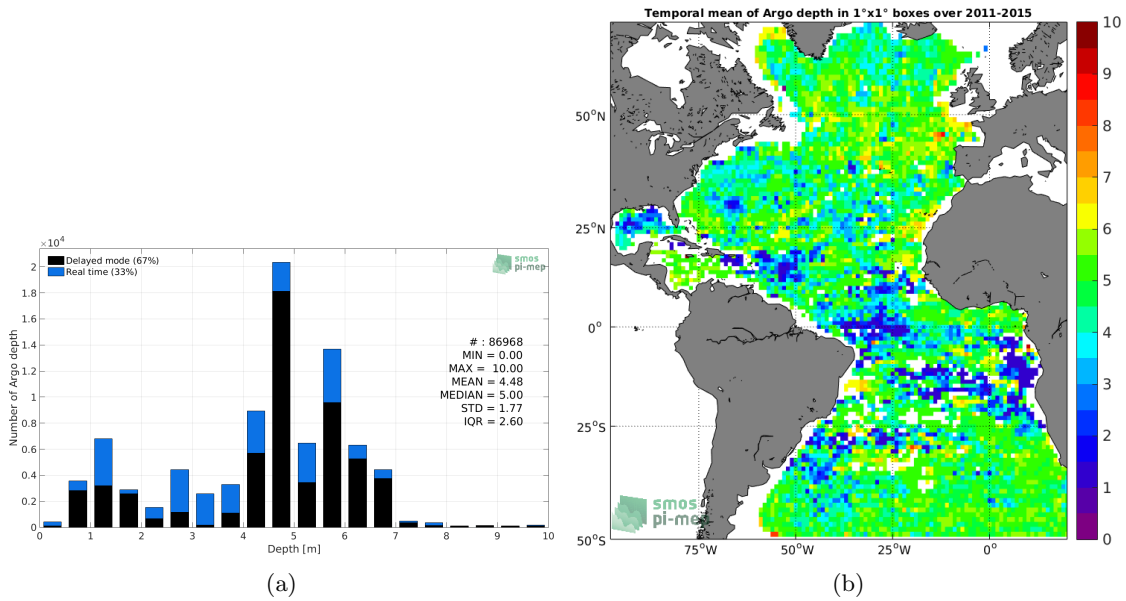 ×10⁴
Delayed mode (67%)
Real time (33%)
smos
pi-mep
2
1.8
1.6
1.4
1.2
1
0.8
0.6
0.4
0.2
0
Number of Argo depth
# : 86968
MIN = 0.00
MAX = 10.00
MEAN = 4.48
MEDIAN = 5.00
STD = 1.77
IQR = 2.60
0 1 2 3 4 5 6 7 8 9 10
Depth [m]
(a)
Temporal mean of Argo depth in 1°x1° boxes over 2011-2015
50°N
25°N
0°
25°S
50°S
75°W 50°W 25°W 0°
smos
pi-mep
10
9
8
7
6
5
4
3
2
1
0
(b)